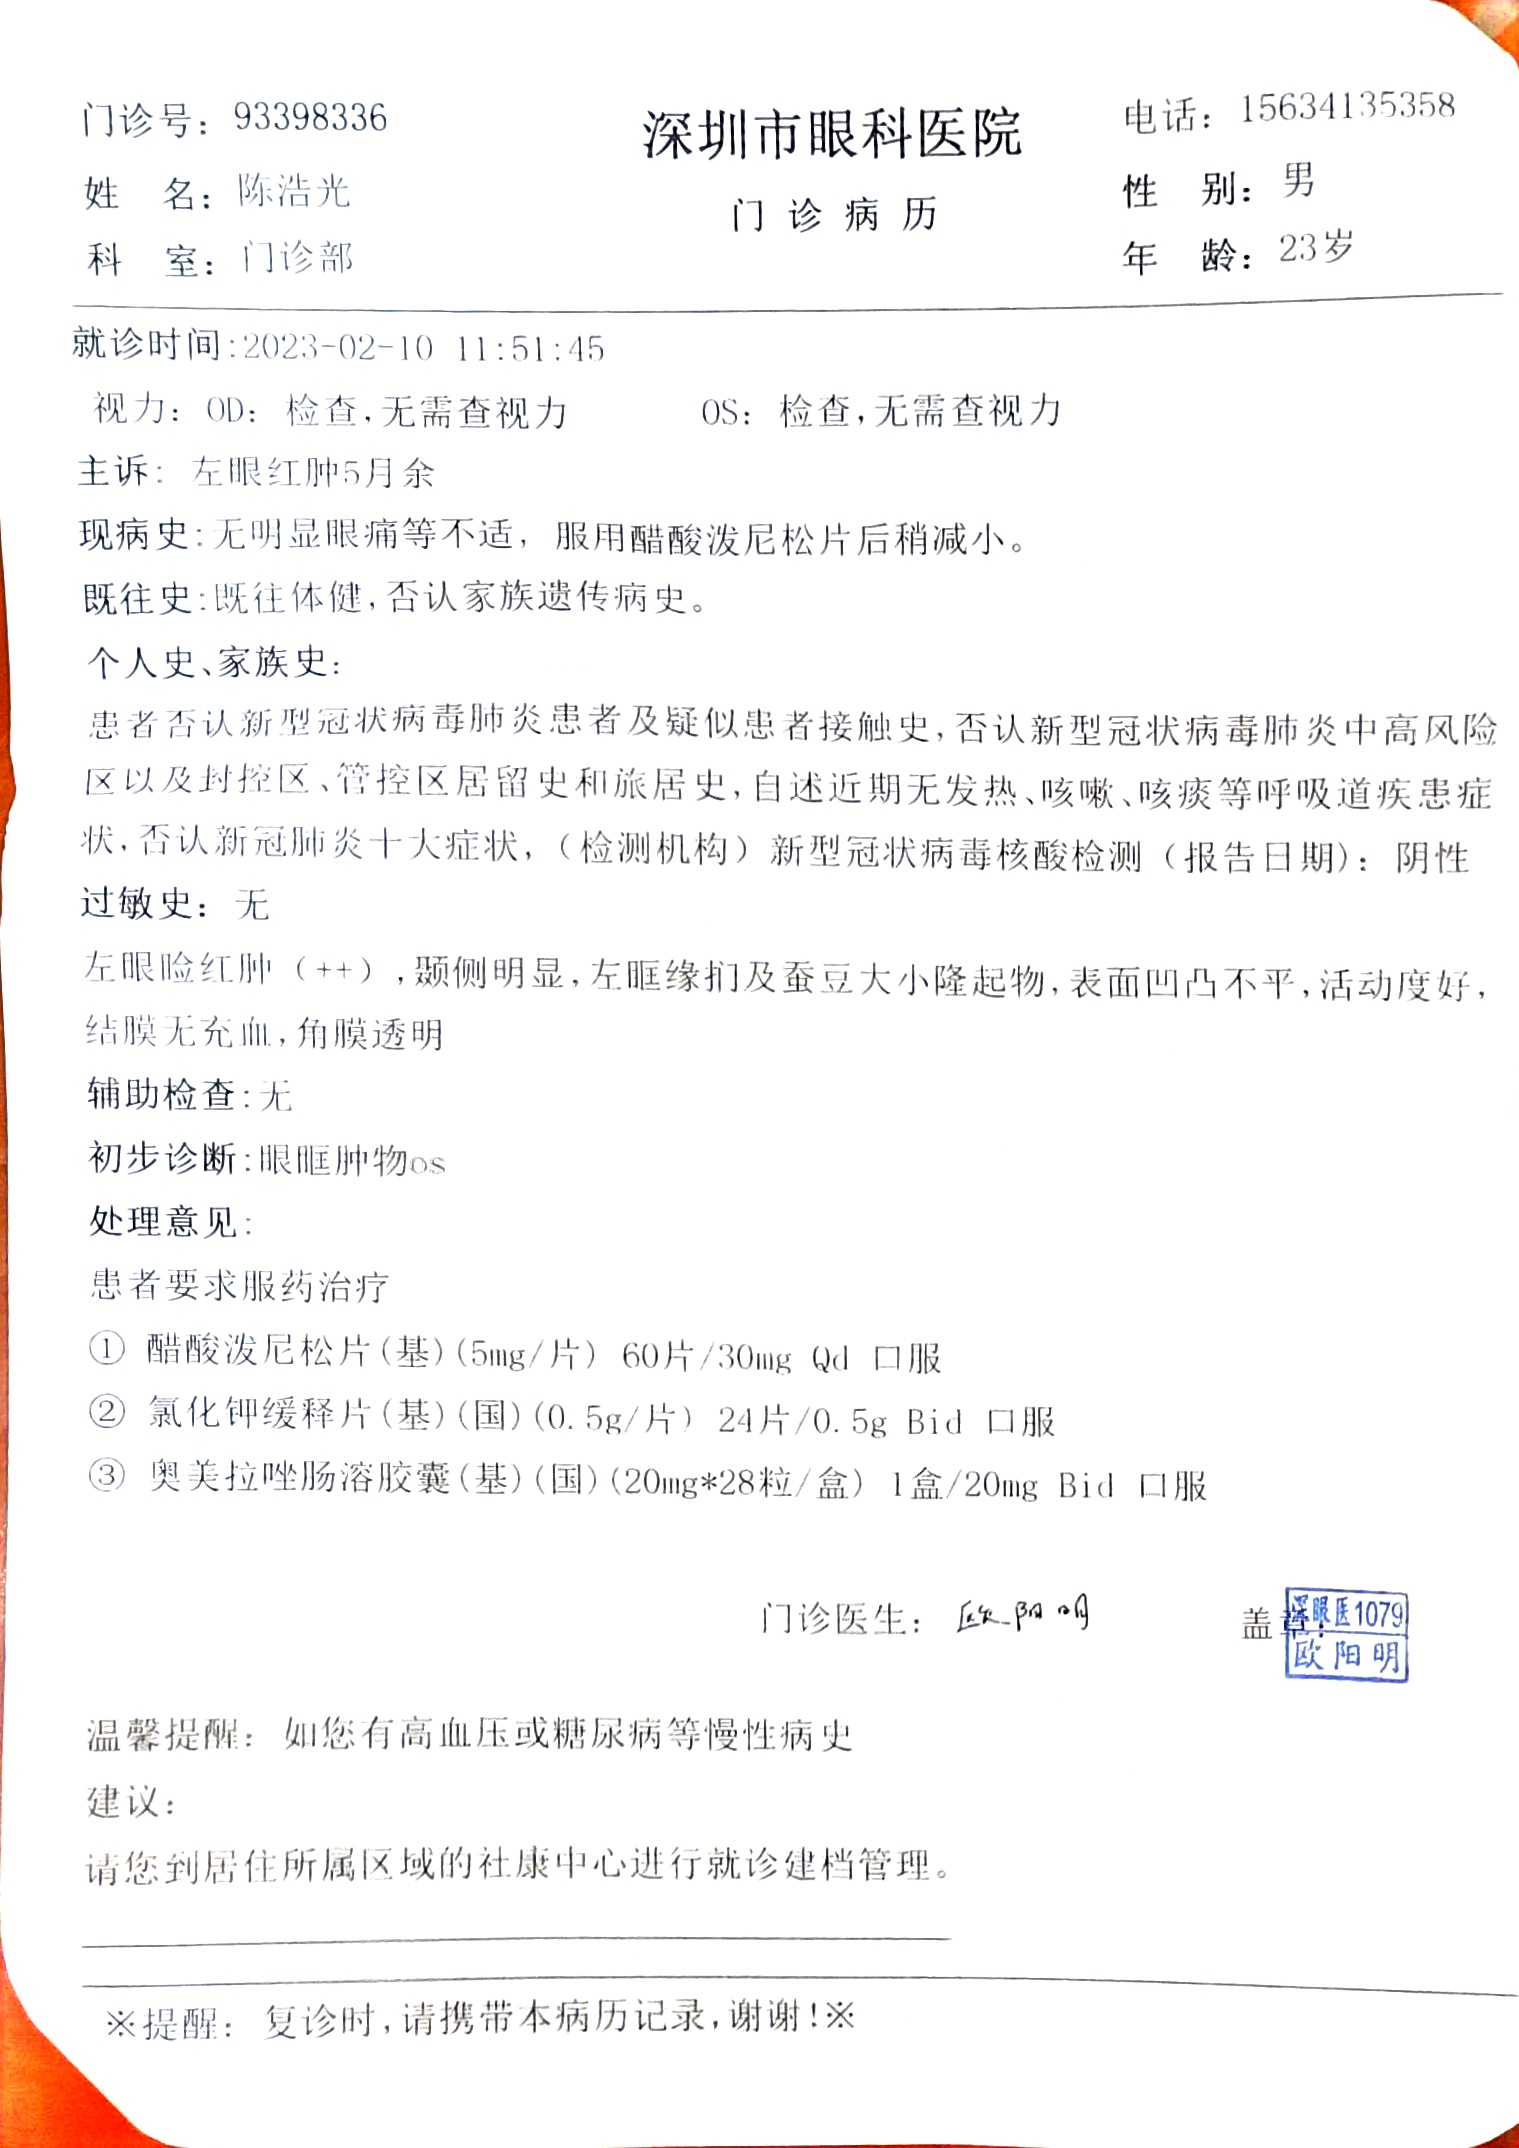 门诊号：93398336
深圳市眼科医院
电话：15634135358
姓 名：陈浩光
门诊病历
性 别：男
科 室：门诊部
年 龄：23岁
就诊时间:2023-02-10 11:51:45
视力：OD：检查,无需查视力 OS：检查,无需查视力
主诉：左眼红肿5月余
现病史:无明显眼痛等不适，服用醋酸泼尼松片后稍减小。
既往史:既往体健,否认家族遗传病史。
个人史、家族史:
患者否认新型冠状病毒肺炎患者及疑似患者接触史,否认新型冠状病毒肺炎中高风险
区以及封控区、管控区居留史和旅居史,自述近期无发热、咳嗽、咳痰等呼吸道疾患症
状,否认新冠肺炎十大症状,（检测机构）新型冠状病毒核酸检测（报告日期)：阴性
过敏史：无
左眼睑红肿（++）,颞侧明显,左眶缘扪及蚕豆大小隆起物,表面凹凸不平,活动度好,
结膜无充血,角膜透明
辅助检查:无
初步诊断:眼眶肿物os
处理意见:
患者要求服药治疗
① 醋酸泼尼松片(基)(5mg/片) 60片/30mg Qd 口服
② 氯化钾缓释片(基)(国)(0.5g/片) 24片/0.5g Bid 口服
③ 奥美拉唑肠溶胶囊(基)(国)(20mg*28粒/盒) 1盒/20mg Bid 口服
门诊医生：欧阳明 盖章：
眼医1079
欧阳明
温馨提醒：如您有高血压或糖尿病等慢性病史
建议：
请您到居住所属区域的社康中心进行就诊建档管理。
※提醒：复诊时,请携带本病历记录,谢谢!※